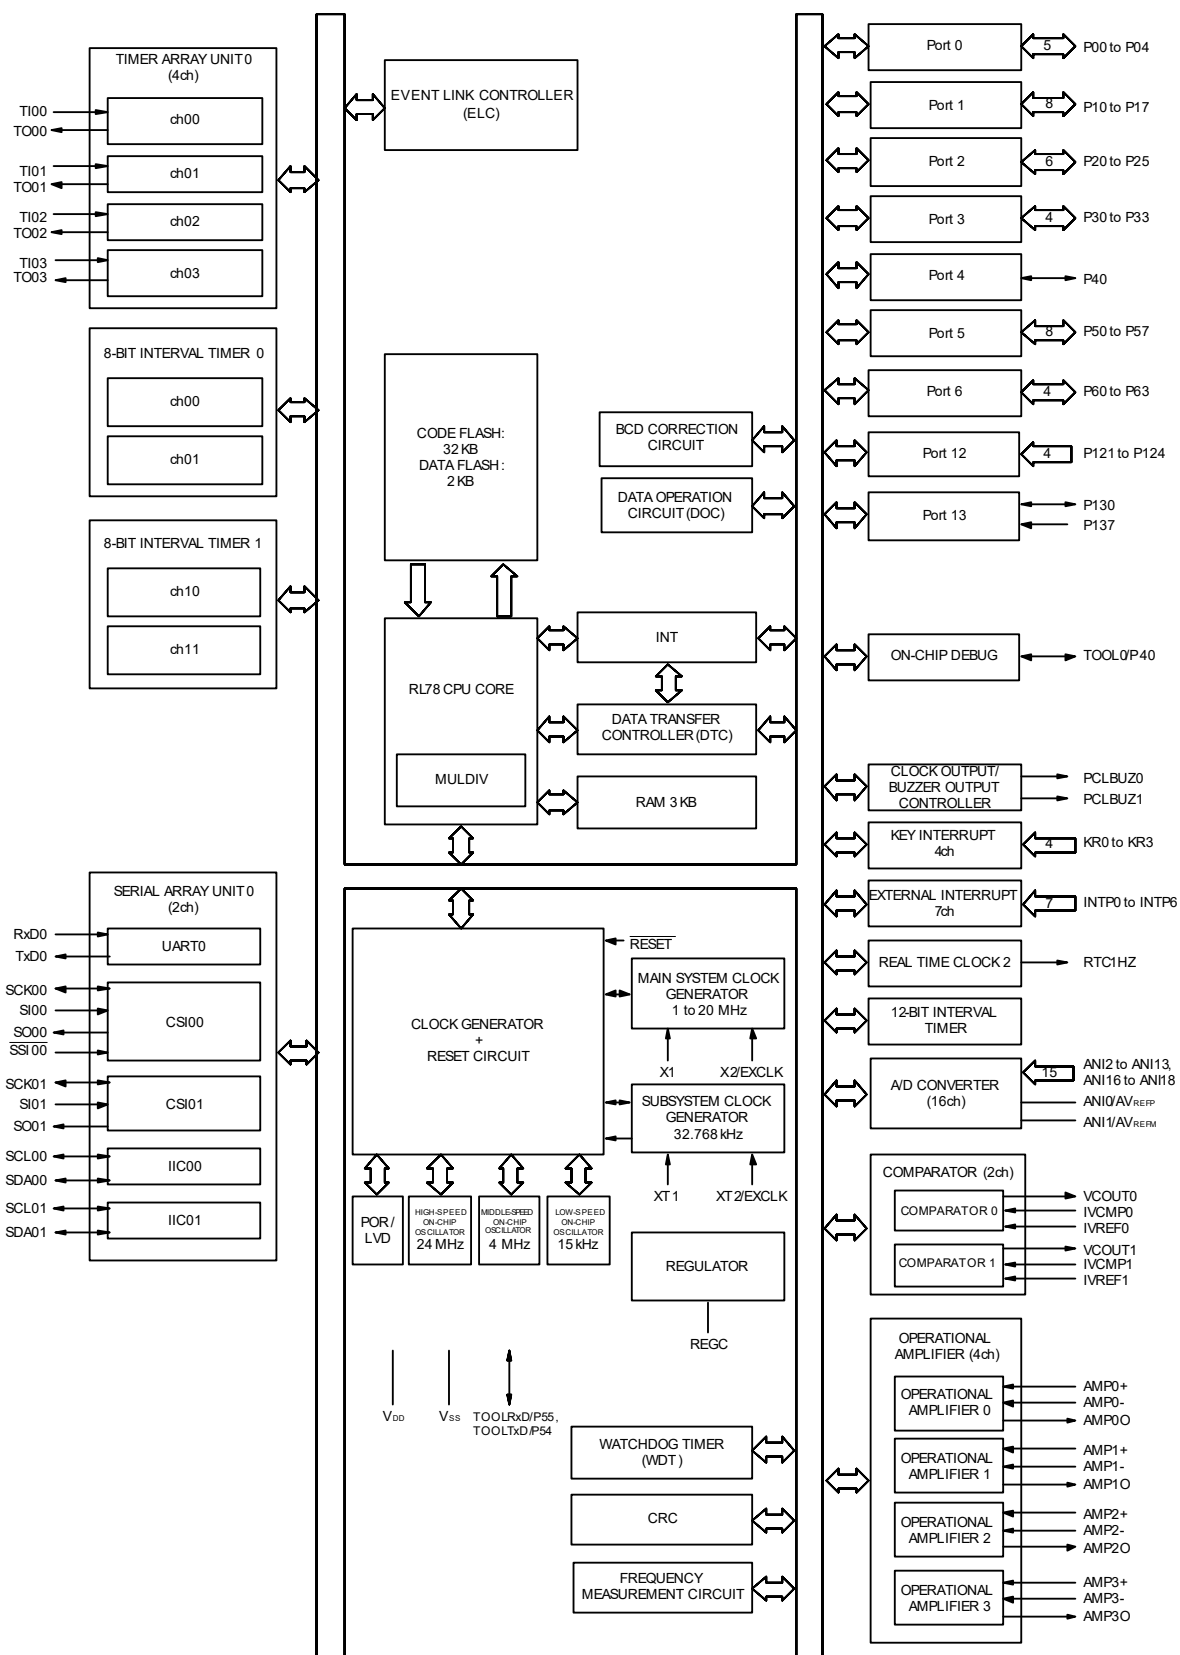 TIMER ARRAY UNIT 0
(4ch)
TI00
TO00
ch00
TI01
TO01
ch01
TI02
TO02
ch02
TI03
TO03
ch03
8-BIT INTERVAL TIMER 0
ch00
ch01
8-BIT INTERVAL TIMER 1
ch10
ch11
SERIAL ARRAY UNIT 0
(2ch)
RxD0
TxD0
UART0
SCK00
SI00
SO00
SSI00
CSI00
SCK01
SI01
SO01
CSI01
SCL00
SDA00
IIC00
SCL01
SDA01
IIC01
EVENT LINK CONTROLLER
(ELC)
CODE FLASH:
32 KB
DATA FLASH:
2 KB
BCD CORRECTION
CIRCUIT
DATA OPERATION
CIRCUIT (DOC)
RL78 CPU CORE
MULDIV
INT
DATA TRANSFER
CONTROLLER (DTC)
RAM 3 KB
CLOCK GENERATOR
+
RESET CIRCUIT
RESET
MAIN SYSTEM CLOCK
GENERATOR
1 to 20 MHz
X1
X2/EXCLK
SUBSYSTEM CLOCK
GENERATOR
32.768 kHz
XT1
XT2/EXCLK
POR/
LVD
HIGH-SPEED
ON-CHIP
OSCILLATOR
24 MHz
MIDDLE-SPEED
ON-CHIP
OSCILLATOR
4 MHz
LOW-SPEED
ON-CHIP
OSCILLATOR
15 kHz
REGULATOR
REGC
VDD
VSS
TOOLRxD/P55,
TOOLTxD/P54
WATCHDOG TIMER
(WDT)
CRC
FREQUENCY
MEASUREMENT CIRCUIT
Port 0
5
P00 to P04
Port 1
8
P10 to P17
Port 2
6
P20 to P25
Port 3
4
P30 to P33
Port 4
P40
Port 5
8
P50 to P57
Port 6
4
P60 to P63
Port 12
4
P121 to P124
Port 13
P130
P137
ON-CHIP DEBUG
TOOL0/P40
CLOCK OUTPUT/
BUZZER OUTPUT
CONTROLLER
PCLBUZ0
PCLBUZ1
KEY INTERRUPT
4ch
4
KR0 to KR3
EXTERNAL INTERRUPT
7ch
7
INTP0 to INTP6
REAL TIME CLOCK 2
RTC1HZ
12-BIT INTERVAL
TIMER
A/D CONVERTER
(16ch)
15
ANI2 to ANI13,
ANI16 to ANI18
ANI0/AVREFP
ANI1/AVREFM
COMPARATOR (2ch)
COMPARATOR 0
VCOUT0
IVCMP0
IVREF0
COMPARATOR 1
VCOUT1
IVCMP1
IVREF1
OPERATIONAL
AMPLIFIER (4ch)
OPERATIONAL
AMPLIFIER 0
AMP0+
AMP0-
AMP0O
OPERATIONAL
AMPLIFIER 1
AMP1+
AMP1-
AMP1O
OPERATIONAL
AMPLIFIER 2
AMP2+
AMP2-
AMP2O
OPERATIONAL
AMPLIFIER 3
AMP3+
AMP3-
AMP3O